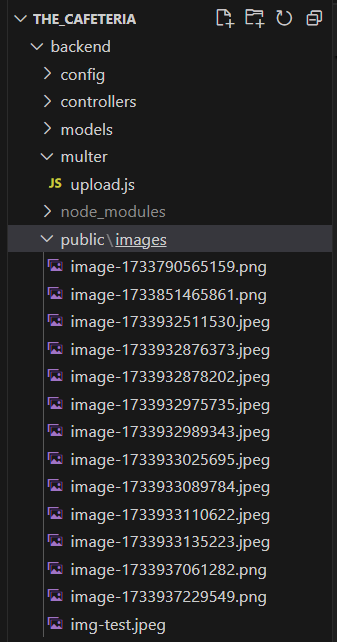 THE_CAFETERIA
backend
config
controllers
models
multer
JS upload.js
node_modules
public\images
image-1733790565159.png
image-1733851465861.png
image-1733932511530.jpeg
image-1733932876373.jpeg
image-1733932878202.jpeg
image-1733932975735.jpeg
image-1733932989343.jpeg
image-1733933025695.jpeg
image-1733933089784.jpeg
image-1733933110622.jpeg
image-1733933135223.jpeg
image-1733937061282.png
image-1733937229549.png
img-test.jpeg